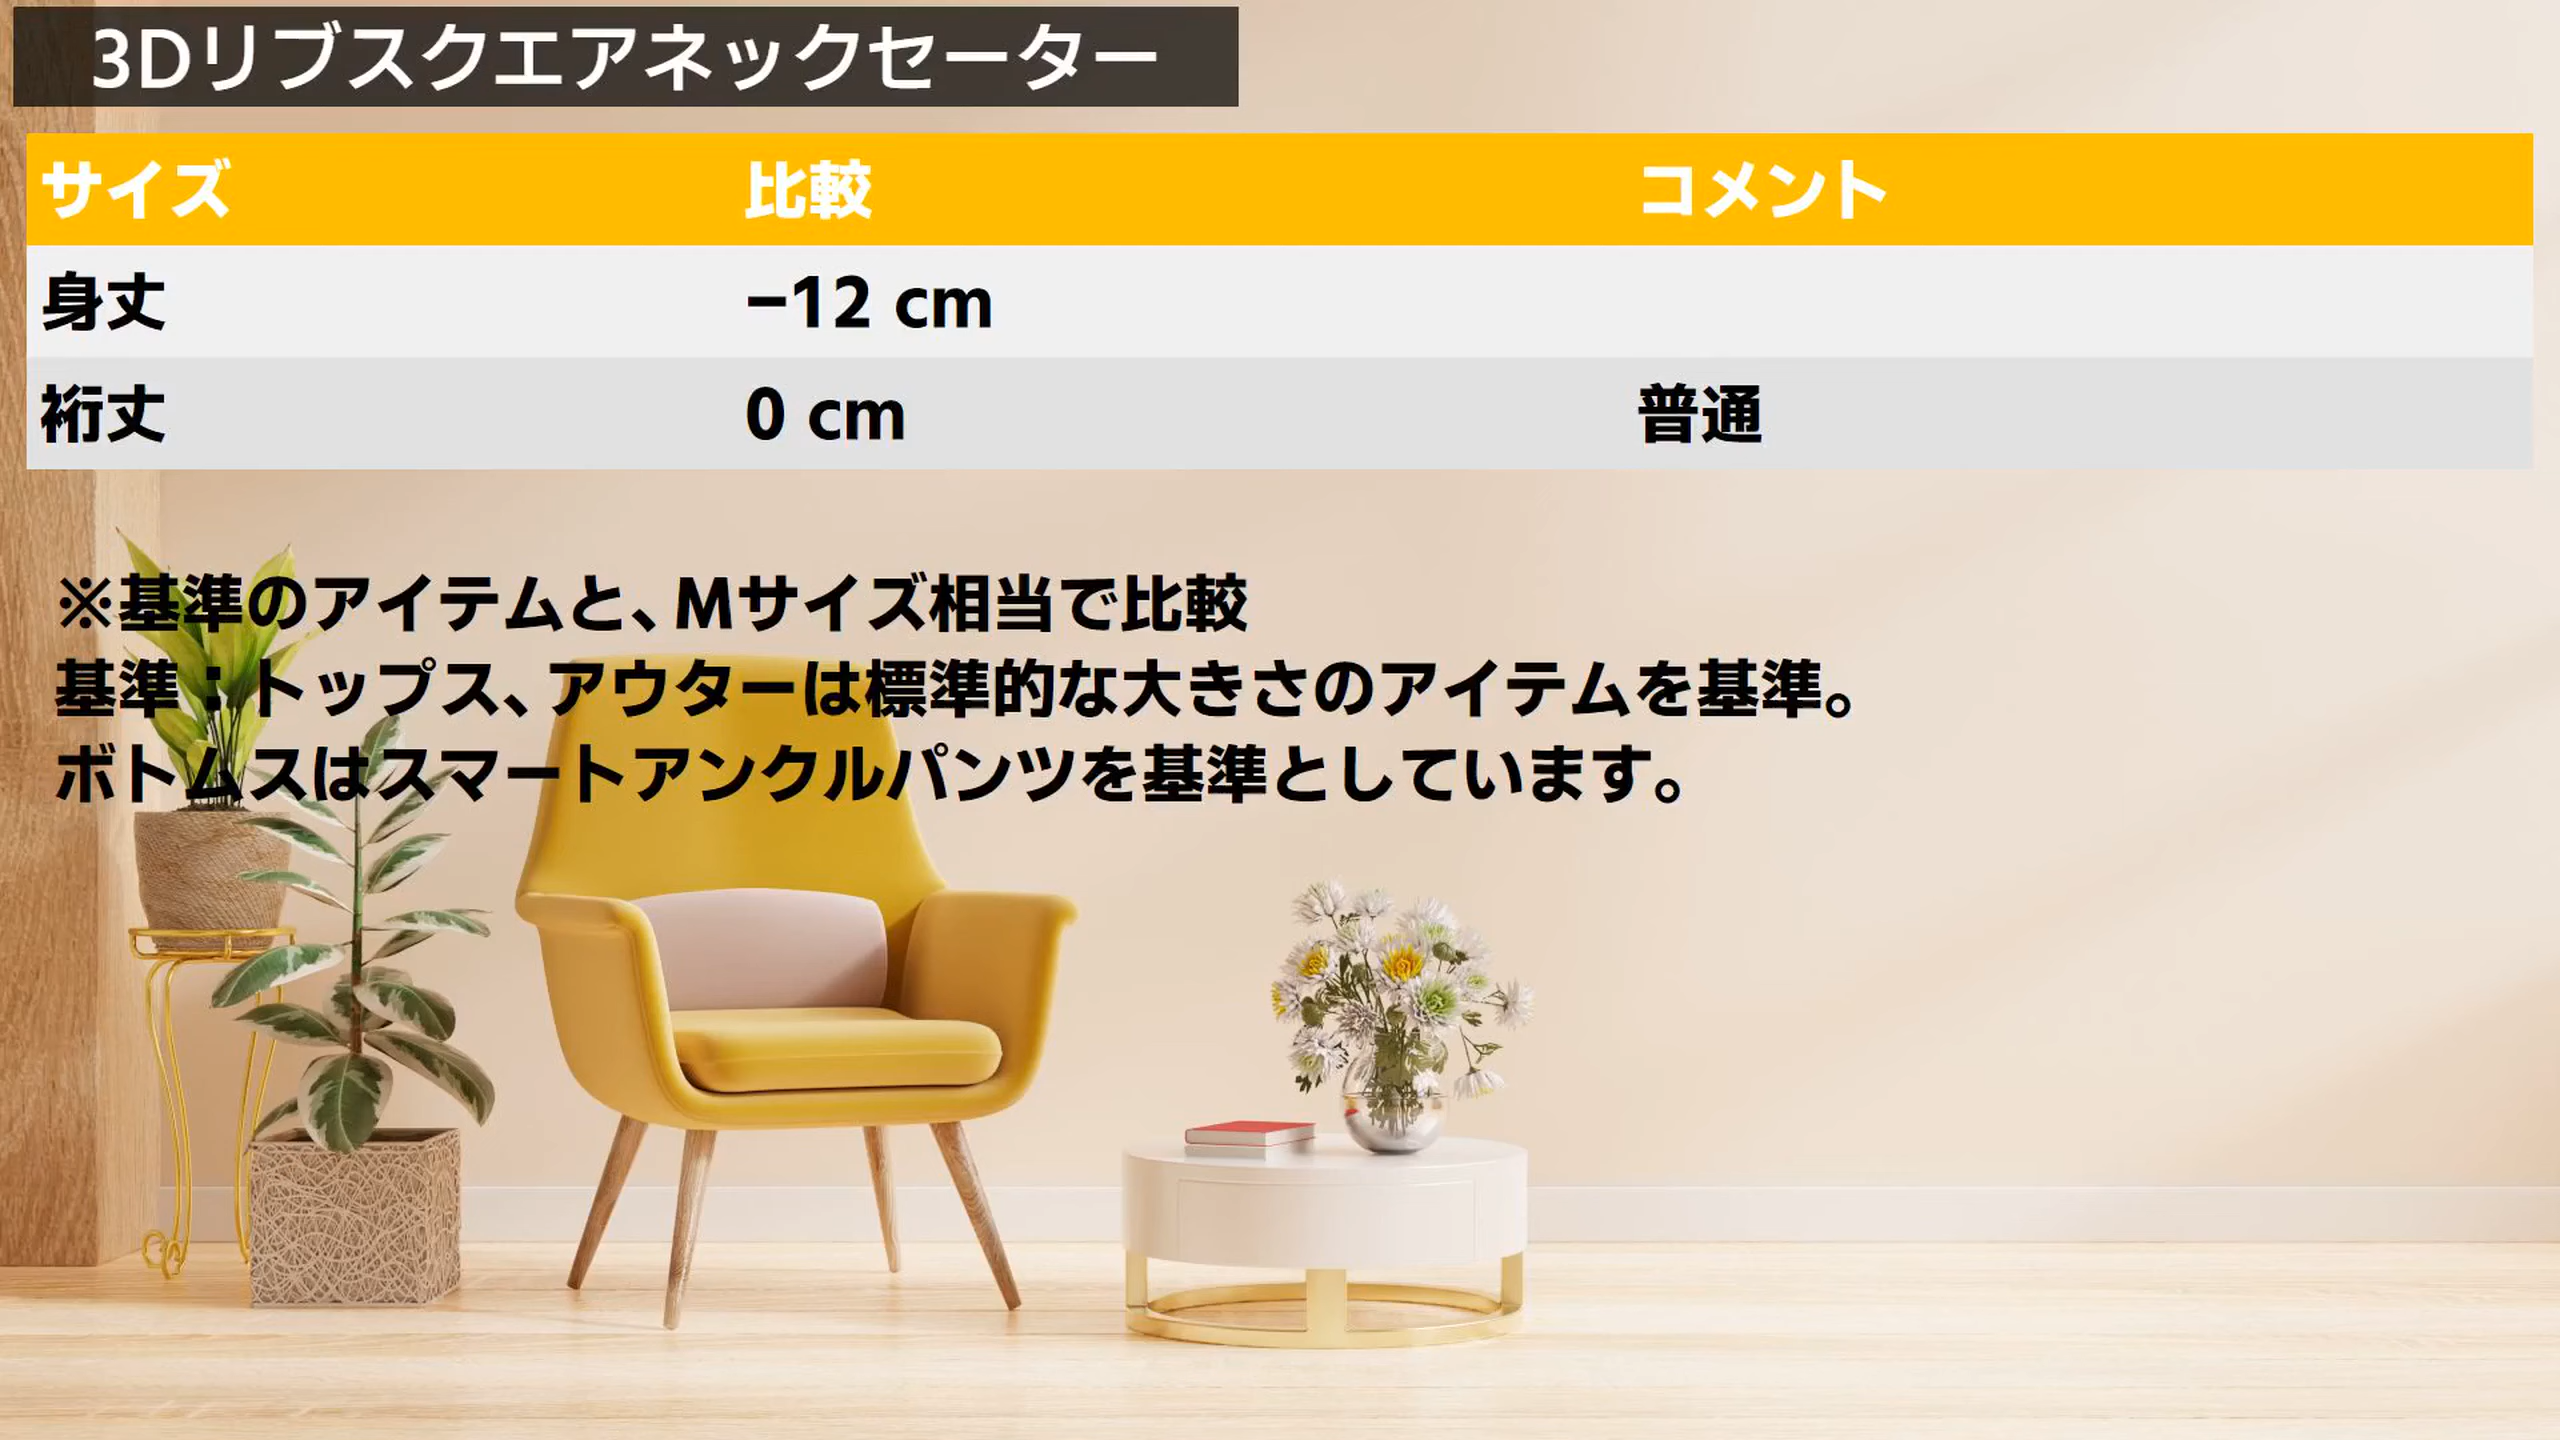 3Dリブスクエアネックセーター
サイズ 比較 コメント
身丈 −12 cm
裄丈 0 cm 普通
※基準のアイテムと、Mサイズ相当で比較
基準：トップス、アウターは標準的な大きさのアイテムを基準。
ボトムスはスマートアンクルパンツを基準としています。